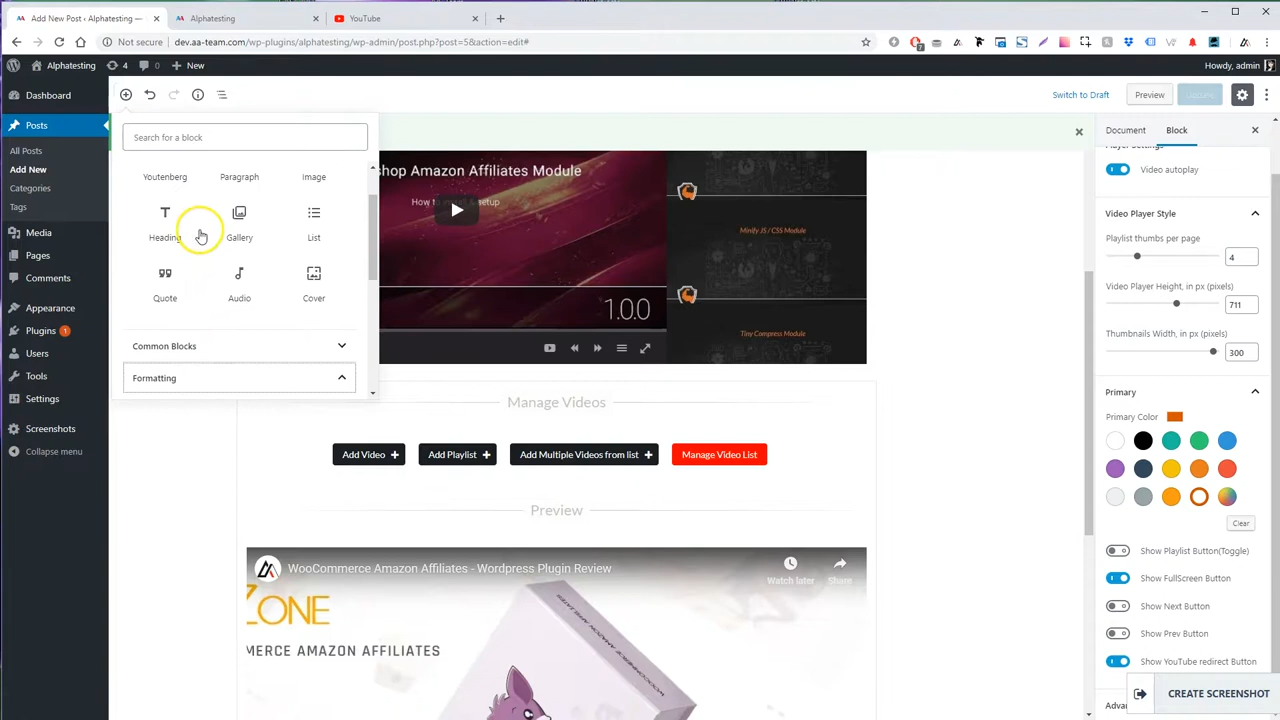 Add New Post ‹ Alphatesting —
Alphatesting
YouTube
Not secure
dev.aa-team.com/wp-plugins/alphatesting/wp-admin/post.php?post=5&action=edit#
Alphatesting
4
0
New
Howdy, admin
Dashboard
Posts
All Posts
Add New
Categories
Tags
Media
Pages
Comments
Appearance
Plugins 1
Users
Tools
Settings
Screenshots
Collapse menu
Switch to Draft
Preview
Search for a block
Youtenberg
Paragraph
Image
Heading
Gallery
List
Quote
Audio
Cover
Common Blocks
Formatting
shop Amazon Affiliates Module
How to install & setup
1.0.0
Minify JS / CSS Module
Tiny Compress Module
Manage Videos
Add Video +
Add Playlist +
Add Multiple Videos from list +
Manage Video List
Preview
WooCommerce Amazon Affiliates - Wordpress Plugin Review
Watch later
Share
ZONE
MERCE AMAZON AFFILIATES
Document
Block
Player Settings
Video autoplay
Video Player Style
Playlist thumbs per page
4
Video Player Height, in px (pixels)
711
Thumbnails Width, in px (pixels)
300
Primary
Primary Color
Clear
Show Playlist Button(Toggle)
Show FullScreen Button
Show Next Button
Show Prev Button
Show YouTube redirect Button
CREATE SCREENSHOT